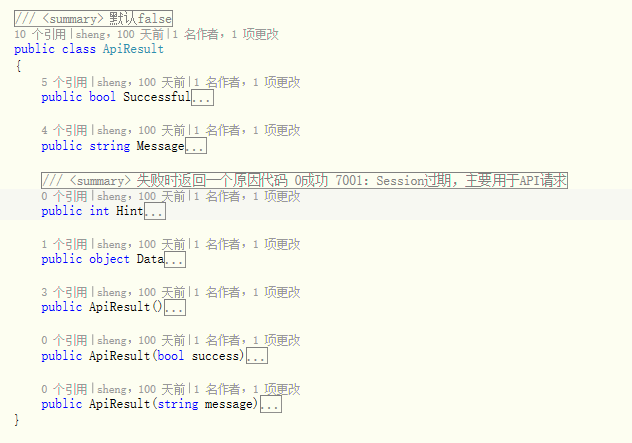 /// <summary> 默认false
10 个引用|sheng，100 天前|1 名作者，1 项更改
public class ApiResult
{
5 个引用|sheng，100 天前|1 名作者，1 项更改
public bool Successful...
4 个引用|sheng，100 天前|1 名作者，1 项更改
public string Message...
/// <summary> 失败时返回一个原因代码 0成功 7001: Session过期，主要用于API请求
0 个引用|sheng，100 天前|1 名作者，1 项更改
public int Hint...
1 个引用|sheng，100 天前|1 名作者，1 项更改
public object Data...
3 个引用|sheng，100 天前|1 名作者，1 项更改
public ApiResult()...
0 个引用|sheng，100 天前|1 名作者，1 项更改
public ApiResult(bool success)...
0 个引用|sheng，100 天前|1 名作者，1 项更改
public ApiResult(string message)...
}